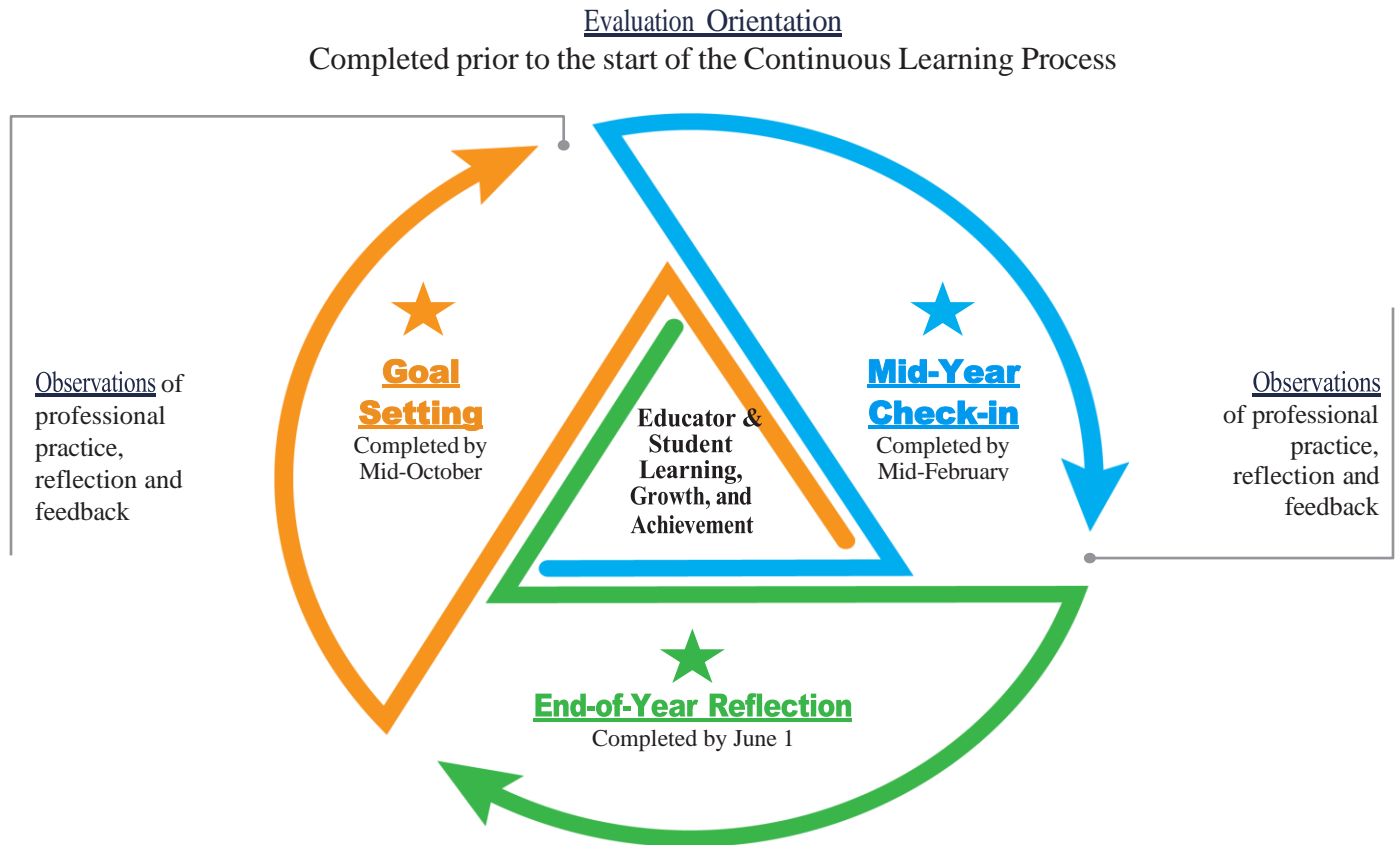 Evaluation Orientation
Completed prior to the start of the Continuous Learning Process
Observations of
professional
practice,
reflection and
feedback
Goal
Setting
Completed by
Mid-October
Educator &
Student
Learning,
Growth, and
Achievement
Mid-Year
Check-in
Completed by
Mid-February
Observations
of professional
practice,
reflection and
feedback
End-of-Year Reflection
Completed by June 1